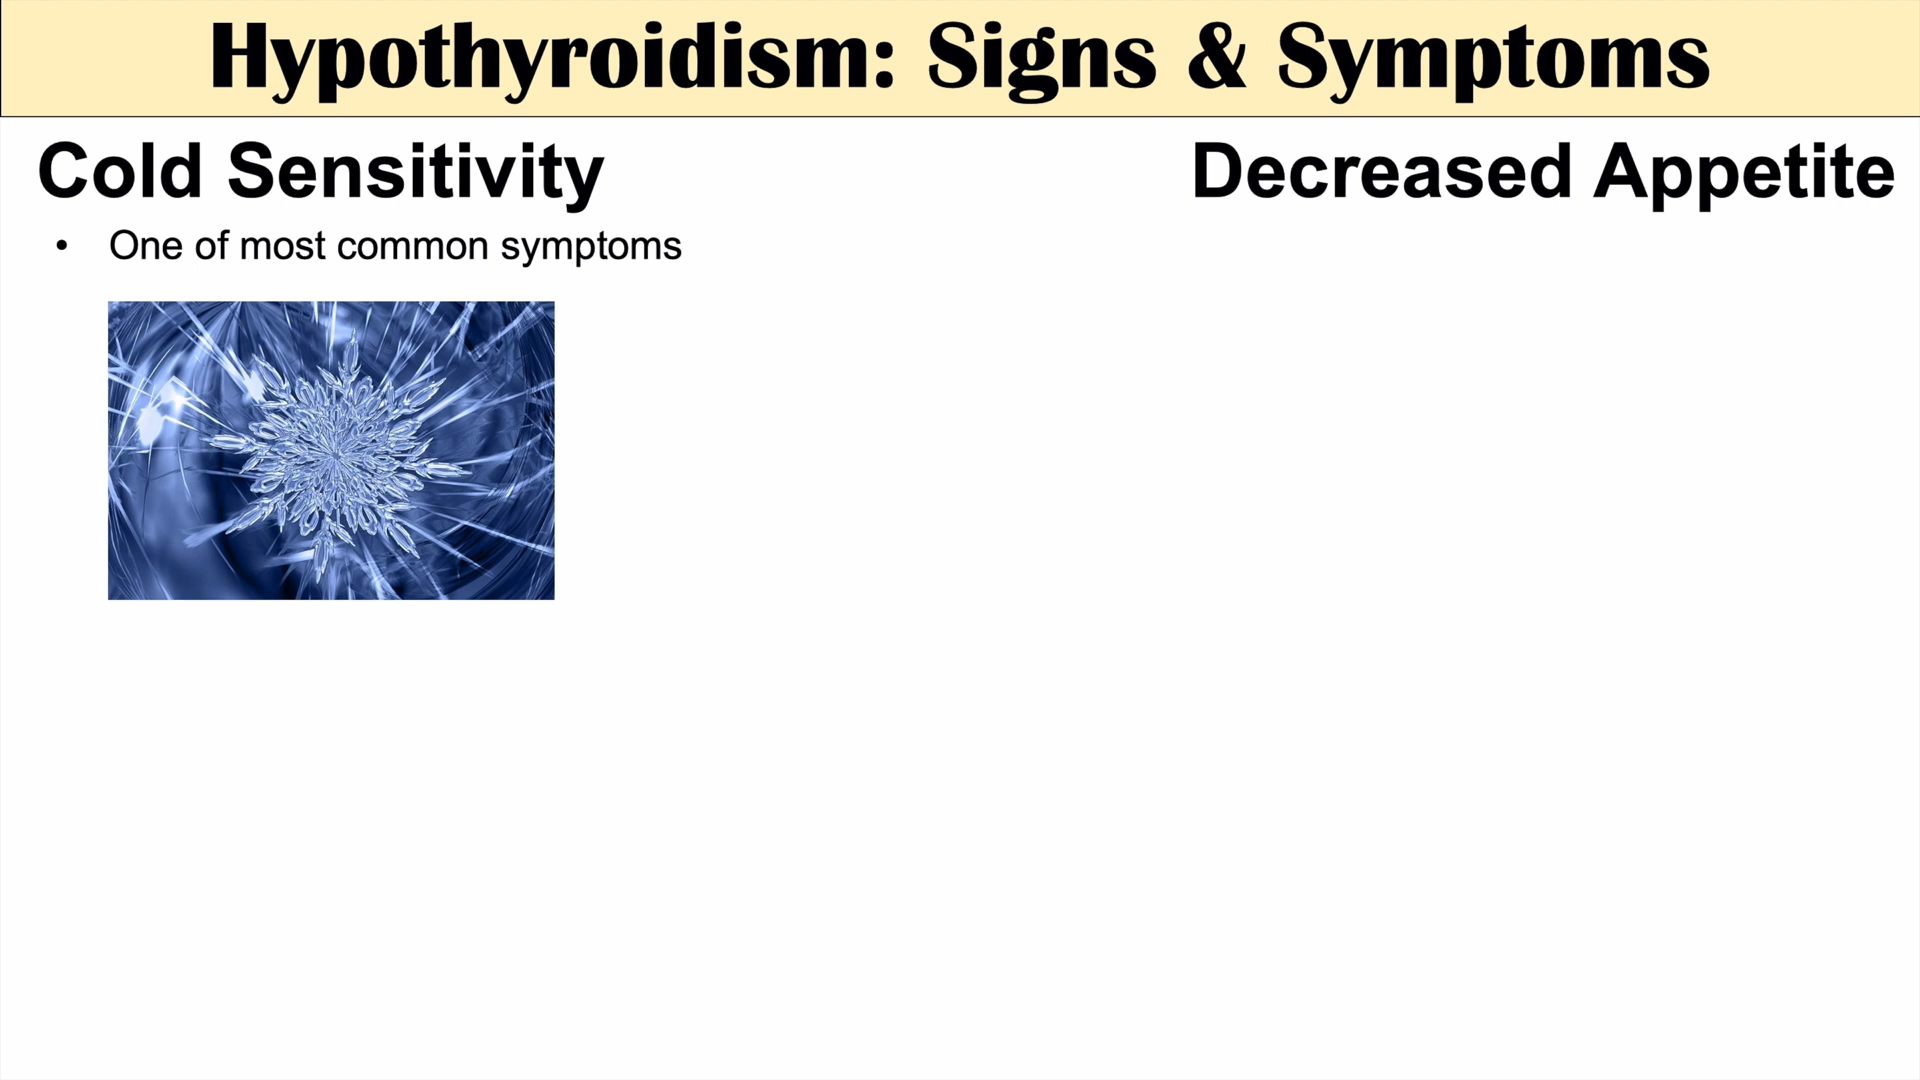 Hypothyroidism: Signs & Symptoms
Cold Sensitivity
• One of most common symptoms
Decreased Appetite